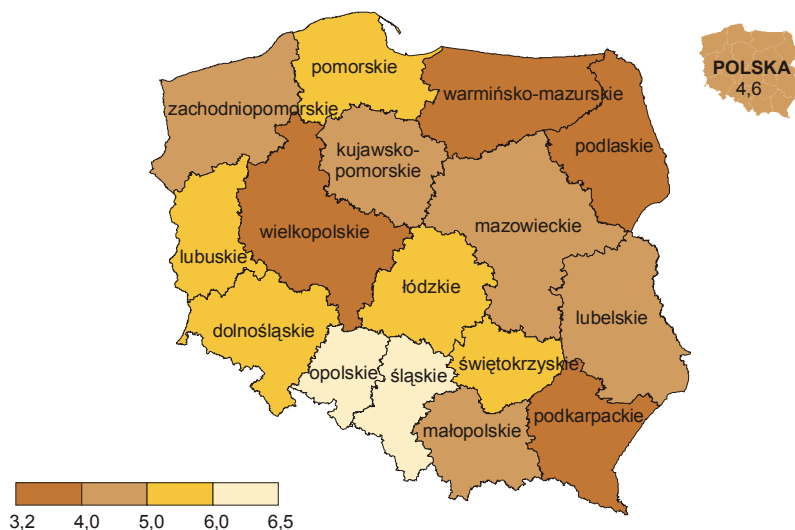 pomorskie
POLSKA
4,6
warmińsko-mazurskie
zachodniopomorskie
kujawsko-
pomorskie
podlaskie
mazowieckie
wielkopolskie
lubuskie
łódzkie
lubelskie
dolnośląskie
świętokrzyskie
opolskie
śląskie
podkarpackie
małopolskie
3,2 4,0 5,0 6,0 6,5